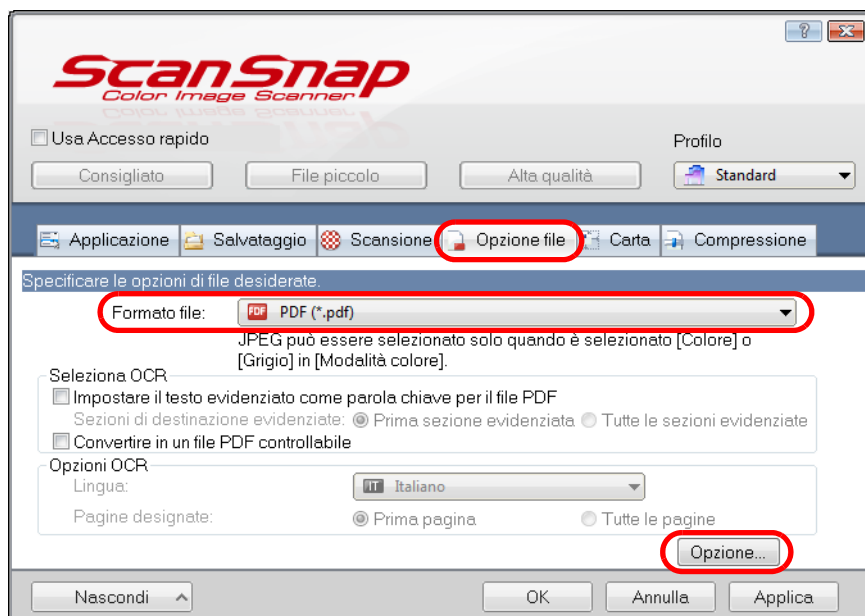 ScanSnap
Color Image Scanner
Usa Accesso rapido
Profilo
Consigliato File piccolo Alta qualità Standard
Applicazione Salvataggio Scansione Opzione file Carta Compressione
Specificare le opzioni di file desiderate.
Formato file: PDF PDF (*.pdf)
JPEG può essere selezionato solo quando è selezionato [Colore] o
[Grigio] in [Modalità colore].
Seleziona OCR
Impostare il testo evidenziato come parola chiave per il file PDF
Sezioni di destinazione evidenziate: Prima sezione evidenziata Tutte le sezioni evidenziate
Convertire in un file PDF controllabile
Opzioni OCR
Lingua: IT Italiano
Pagine designate: Prima pagina Tutte le pagine
Opzione...
Nascondi OK Annulla Applica